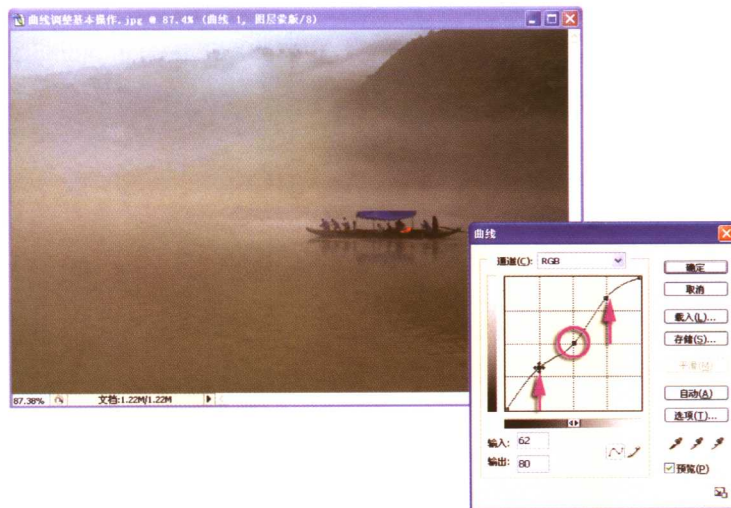 曲线调整基本操作.jpg @ 87.4% (曲线 1, 图层蒙版/8)
87.38%
文档:1.22M/1.22M
曲线
通道(C): RGB
确定
取消
载入(L)...
存储(S)...
平滑(M)
自动(A)
选项(T)...
输入: 62
输出: 80
预览(P)